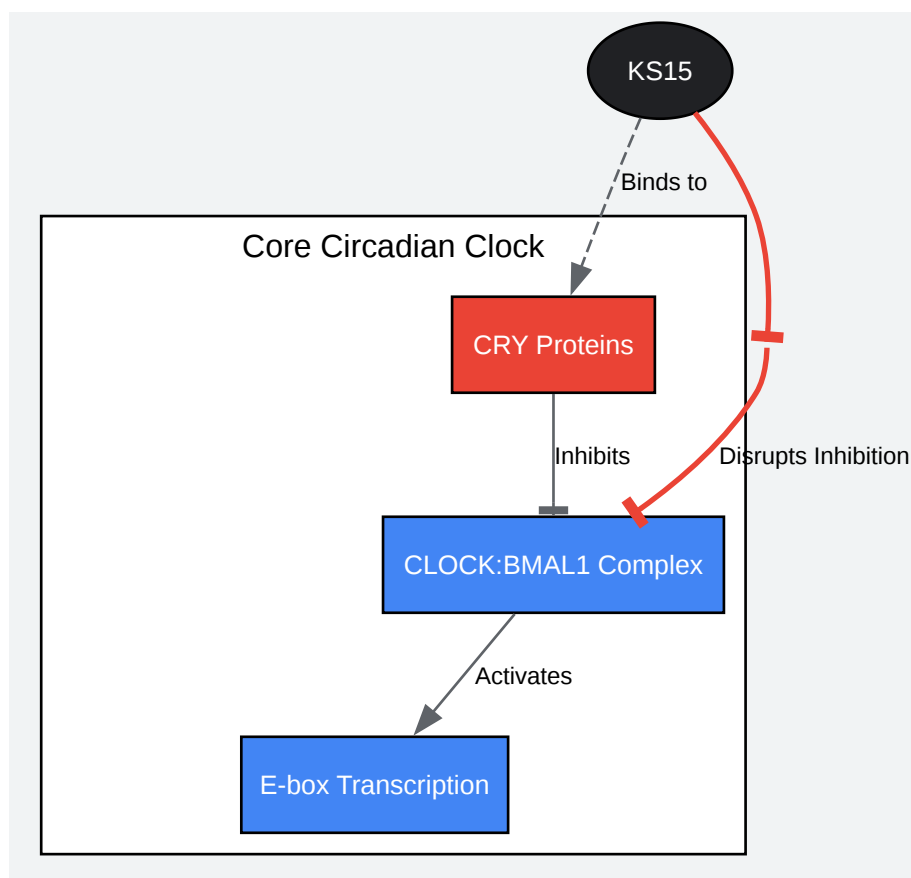 KS15
Binds to
Core Circadian Clock
CRY Proteins
Inhibits
Disrupts Inhibition
CLOCK:BMAL1 Complex
Activates
E-box Transcription